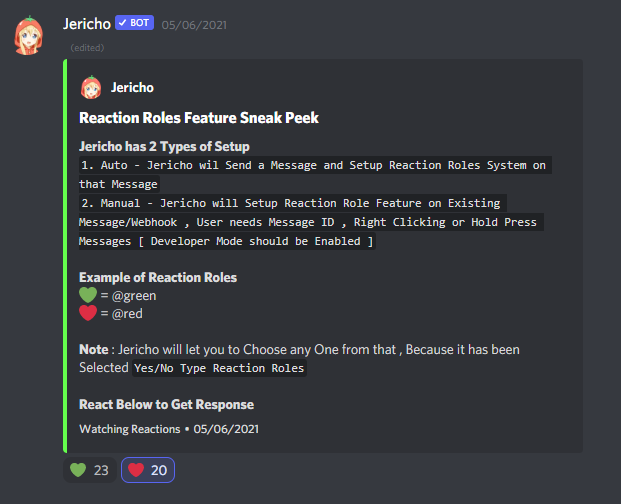 Jericho ✓ BOT 05/06/2021
(edited)
Jericho
Reaction Roles Feature Sneak Peek
Jericho has 2 Types of Setup
1. Auto - Jericho wil Send a Message and Setup Reaction Roles System on
that Message
2. Manual - Jericho will Setup Reaction Role Feature on Existing
Message/Webhook , User needs Message ID , Right Clicking or Hold Press
Messages [ Developer Mode should be Enabled ]
Example of Reaction Roles
💚 = @green
❤️ = @red
Note : Jericho will let you to Choose any One from that , Because it has been
Selected Yes/No Type Reaction Roles
React Below to Get Response
Watching Reactions • 05/06/2021
💚 23 ❤️ 20